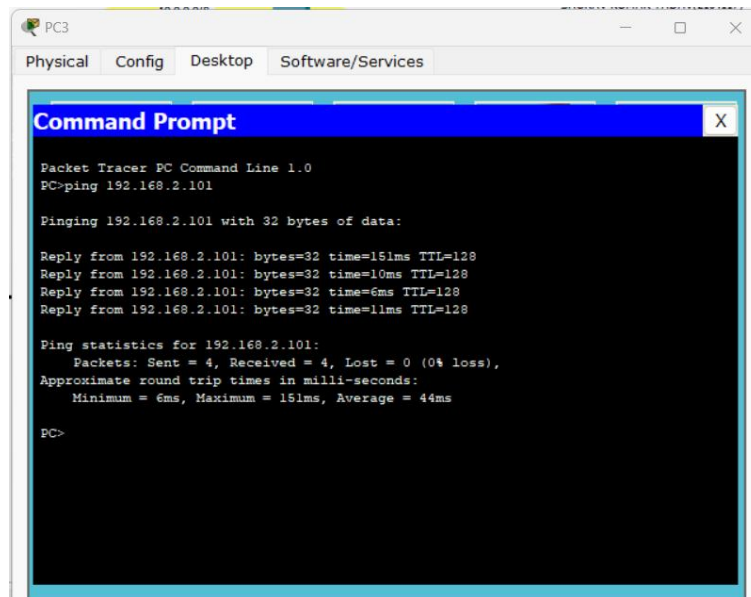 PC3
Physical Config Desktop Software/Services
Command Prompt
X
Packet Tracer PC Command Line 1.0
PC>ping 192.168.2.101
Pinging 192.168.2.101 with 32 bytes of data:
Reply from 192.168.2.101: bytes=32 time=151ms TTL=128
Reply from 192.168.2.101: bytes=32 time=10ms TTL=128
Reply from 192.168.2.101: bytes=32 time=6ms TTL=128
Reply from 192.168.2.101: bytes=32 time=11ms TTL=128
Ping statistics for 192.168.2.101:
Packets: Sent = 4, Received = 4, Lost = 0 (0% loss),
Approximate round trip times in milli-seconds:
Minimum = 6ms, Maximum = 151ms, Average = 44ms
PC>